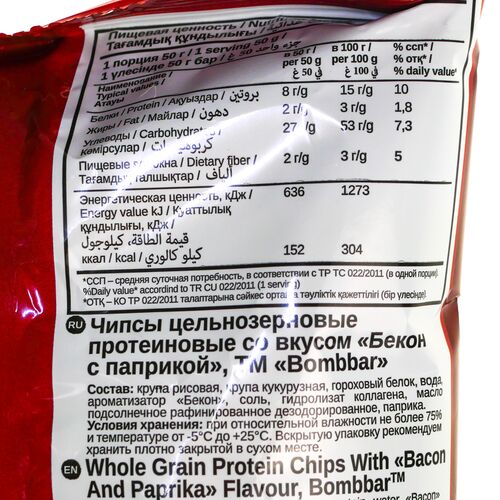 Пищевая ценность / Nutri
Тағамдық құндылығы /
1 порция 50 г / 1 serving 50 g /
1 үлесінде 50 г бар /
в 50 г/ per 50 g في 50 غ
в 100 г/ per 100 g في 100 غ
% ссп*/ % отқ*/ % daily value*
Наименование /
Typical values /
Атауы
Белки / Protein / Ақуыздар / بروتين 8 г/g 15 г/g 10
Жиры / Fat / Майлар / دهون 2 г/g 3 г/g 1,8
Углеводы / Carbohydrate 27 г/g 53 г/g 7,3
Көмірсулар / كربوهيدرات
Пищевые волокна / Dietary fiber / 2 г/g 3 г/g 5
Тағамдық талшықтар / ألياف
Энергетическая ценность, кДж / 636 1273
Energy value kJ / Қуаттылық
құндылығы, кДж /
قيمة الطاقة، كيلوجول
ккал / kcal / كيلو كالوري 152 304
*ССП – средняя суточная потребность, в соответствии с ТР ТС 022/2011 (в одной порции).
%Daily value* accordind to TR CU 022/2011 (1 serving)
*ОТҚ – КО ТР 022/2011 талаптарына сәйкес орташа тәуліктік қажеттілігі (бір үлесінде).
RU Чипсы цельнозерновые
протеиновые со вкусом «Бекон
с паприкой», ТМ «Bombbar»
Состав: крупа рисовая, крупа кукурузная, гороховый белок, вода,
ароматизатор «Бекон», соль, гидролизат коллагена, масло
подсолнечное рафинированное дезодорированное, паприка.
Условия хранения: при относительной влажности не более 75%
и температуре от -5°С до +25°С. Вскрытую упаковку рекомендуем
хранить плотно закрытой в сухом месте.
EN Whole Grain Protein Chips With «Bacon
And Paprika» Flavour, Bombbar™
water, «Bacon»